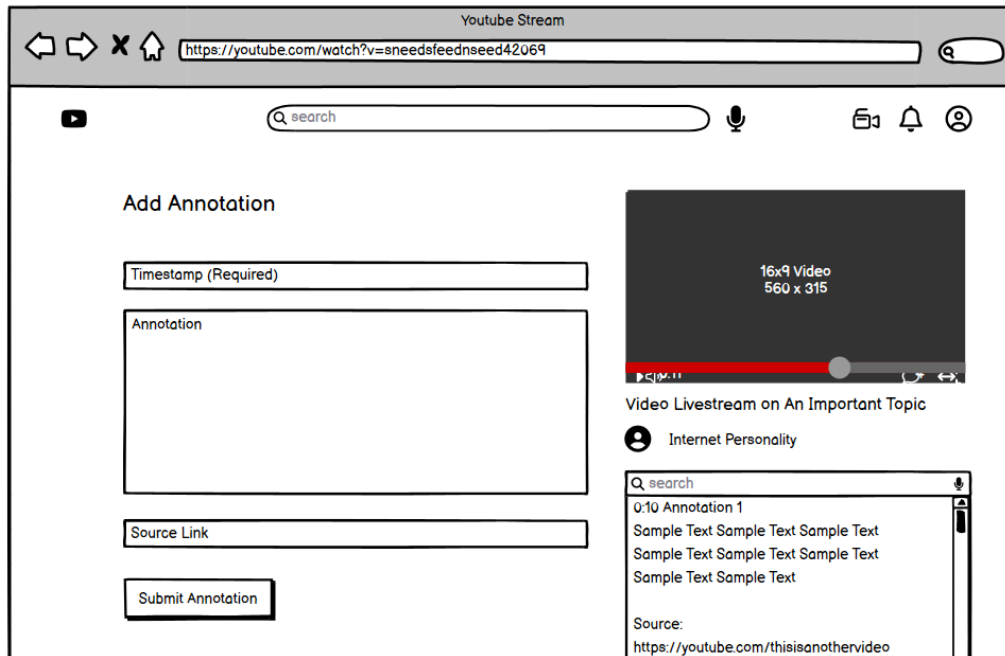 Youtube Stream
https://youtube.com/watch?v=sneedsfeednseed42069
search
Add Annotation
Timestamp (Required)
Annotation
Source Link
Submit Annotation
16x9 Video
560 x 315
Video Livestream on An Important Topic
Internet Personality
search
0:10 Annotation 1
Sample Text Sample Text Sample Text
Sample Text Sample Text Sample Text
Sample Text Sample Text
Source:
https://youtube.com/thisisanothervideo